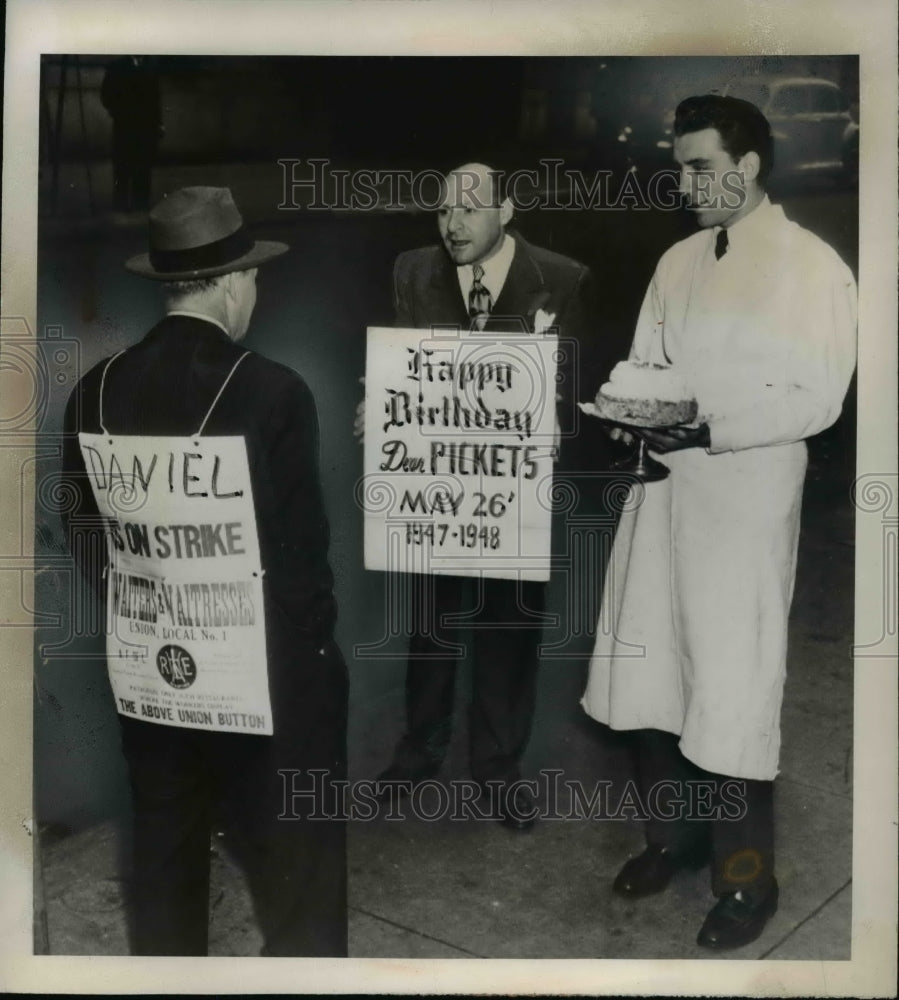 HISTORIC IMAGES
DANIEL
IS ON STRIKE
WAITERS & WAITRESSES
UNION, LOCAL No. 1
THE ABOVE UNION BUTTON
Happy
Birthday
Dear PICKETS
MAY 26'
1947-1948
HISTORIC IMAGES